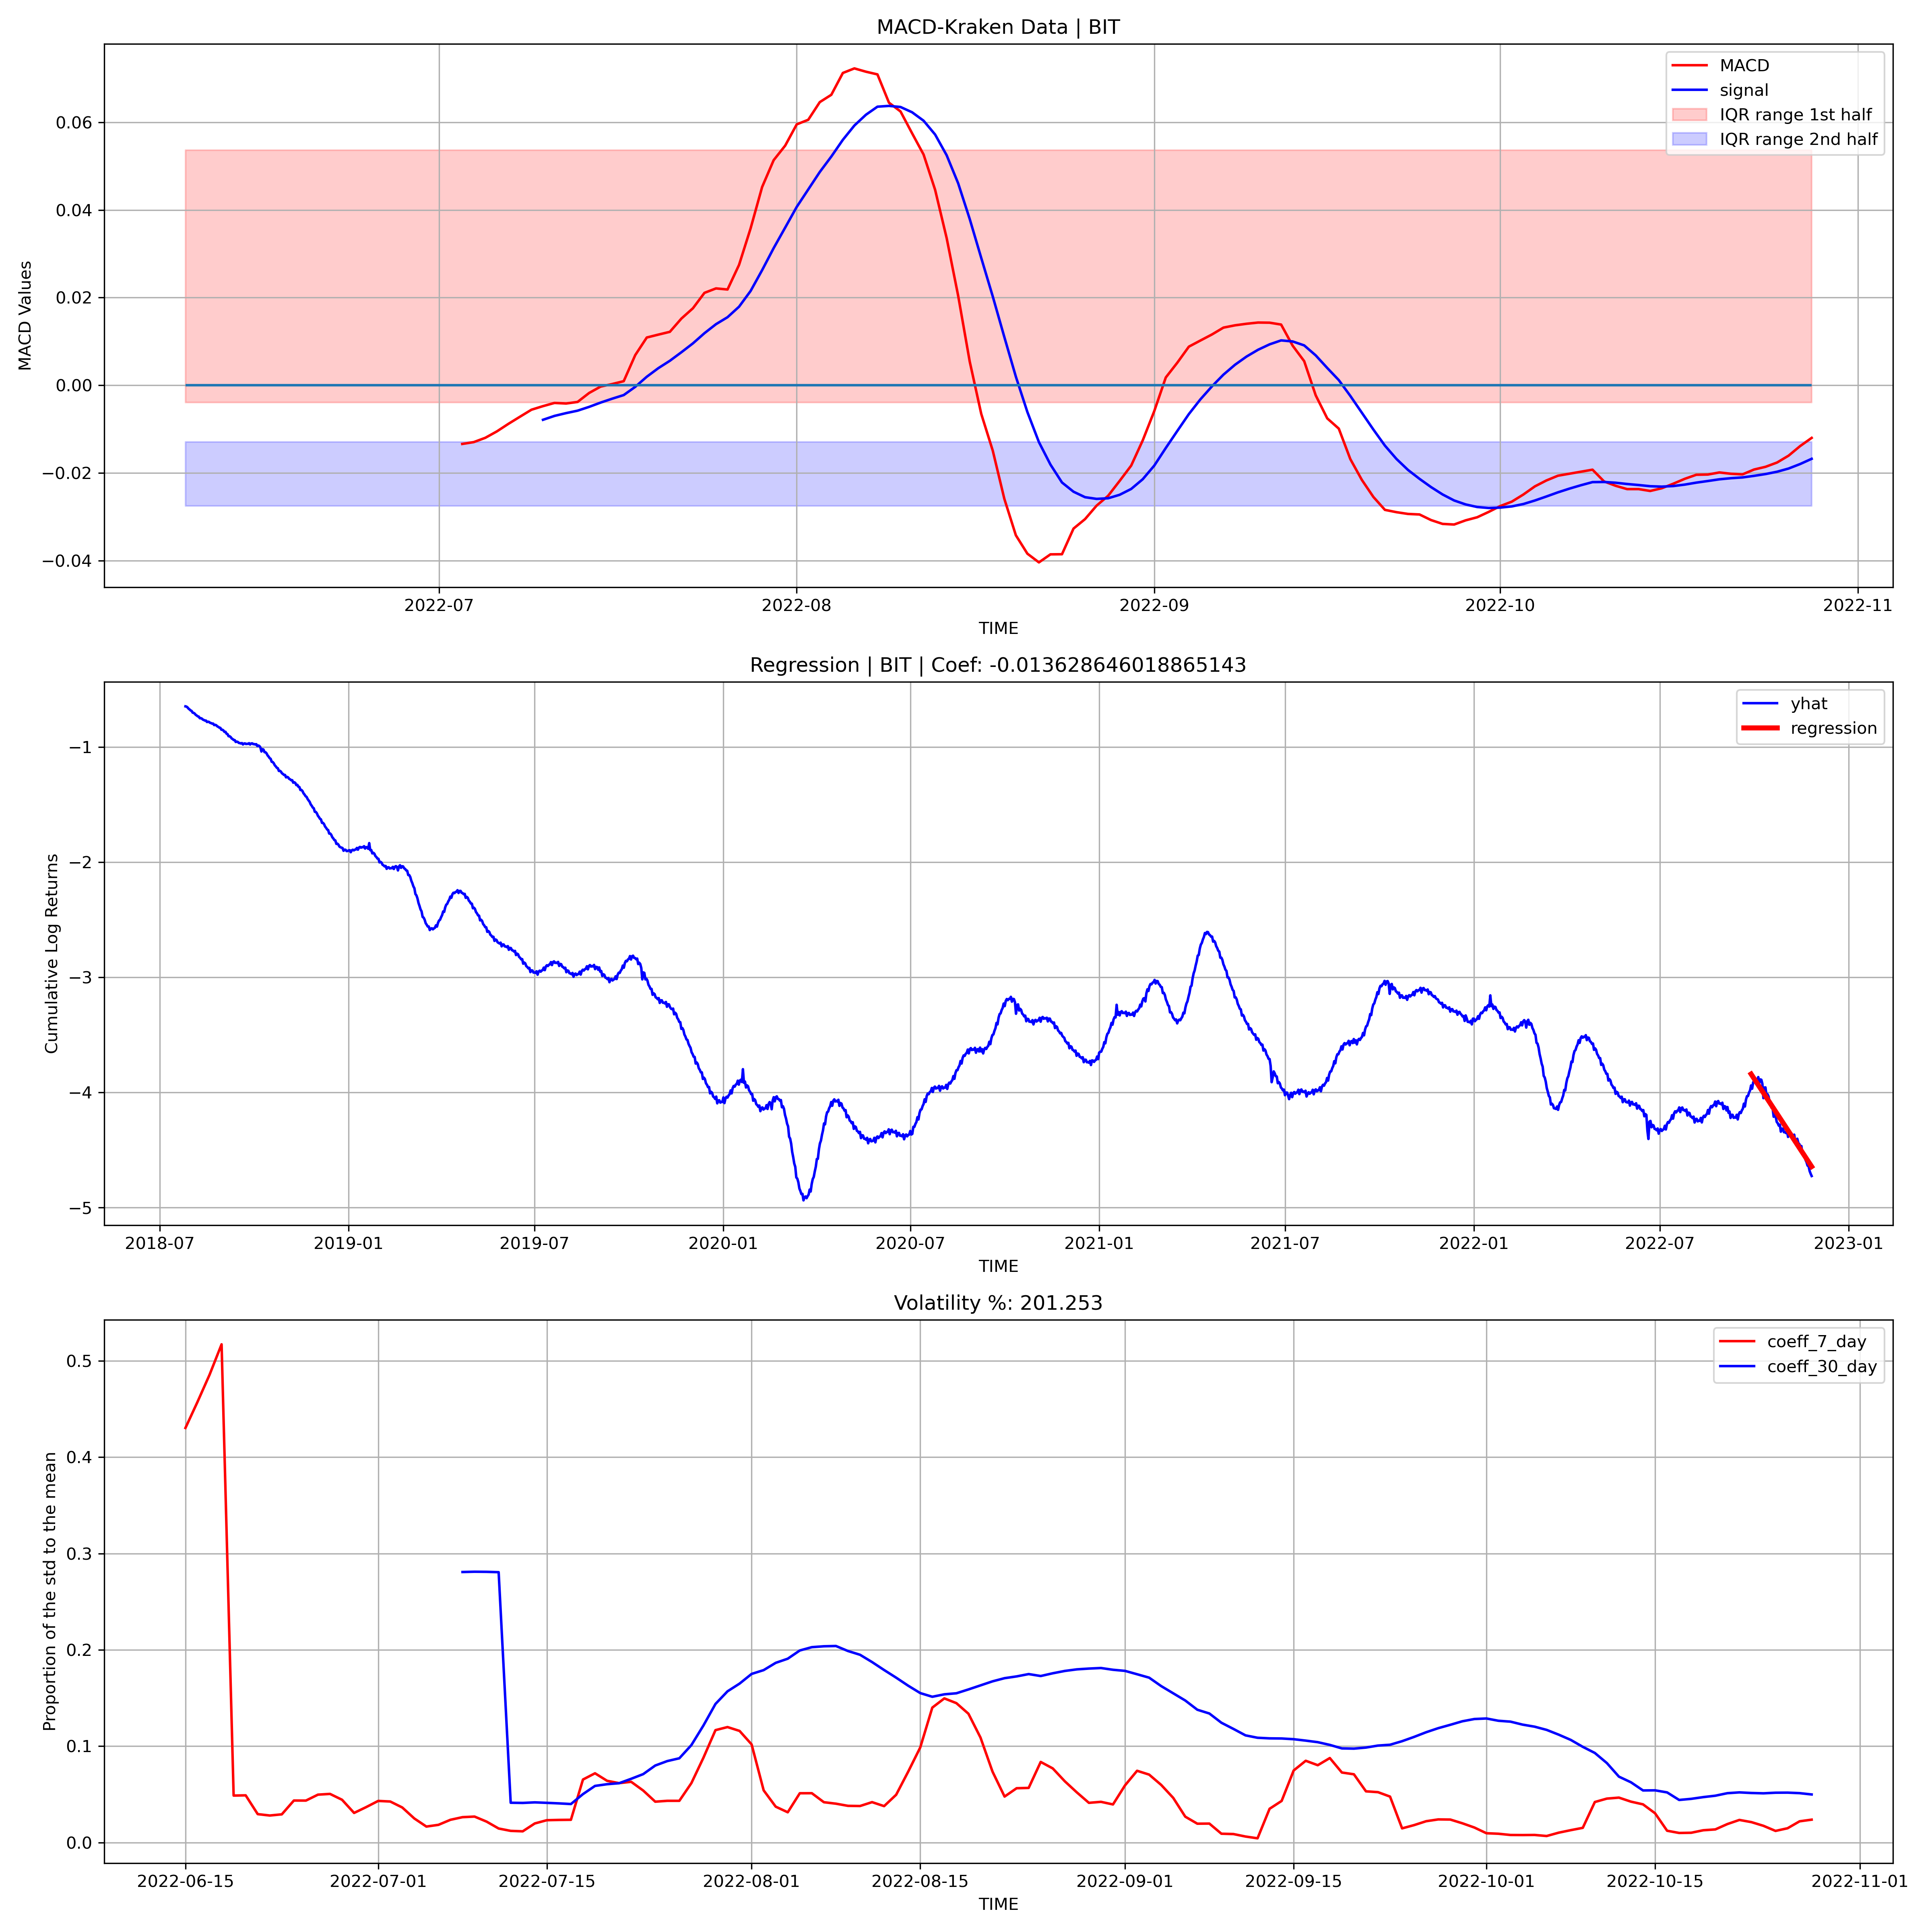 MACD-Kraken Data | BIT
MACD
signal
IQR range 1st half
IQR range 2nd half
MACD Values
0.06
0.04
0.02
0.00
−0.02
−0.04
2022-07
2022-08
2022-09
2022-10
2022-11
TIME
Regression | BIT | Coef: -0.013628646018865143
yhat
regression
Cumulative Log Returns
−1
−2
−3
−4
−5
2018-07
2019-01
2019-07
2020-01
2020-07
2021-01
2021-07
2022-01
2022-07
2023-01
TIME
Volatility %: 201.253
coeff_7_day
coeff_30_day
Proportion of the std to the mean
0.5
0.4
0.3
0.2
0.1
0.0
2022-06-15
2022-07-01
2022-07-15
2022-08-01
2022-08-15
2022-09-01
2022-09-15
2022-10-01
2022-10-15
2022-11-01
TIME